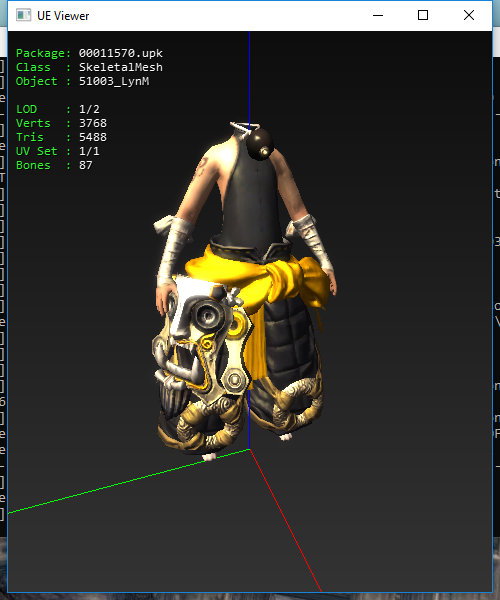 UE Viewer
Package: 00011570.upk
Class : SkeletalMesh
Object : 51003_LynM
LOD : 1/2
Verts : 3768
Tris : 5488
UV Set : 1/1
Bones : 87